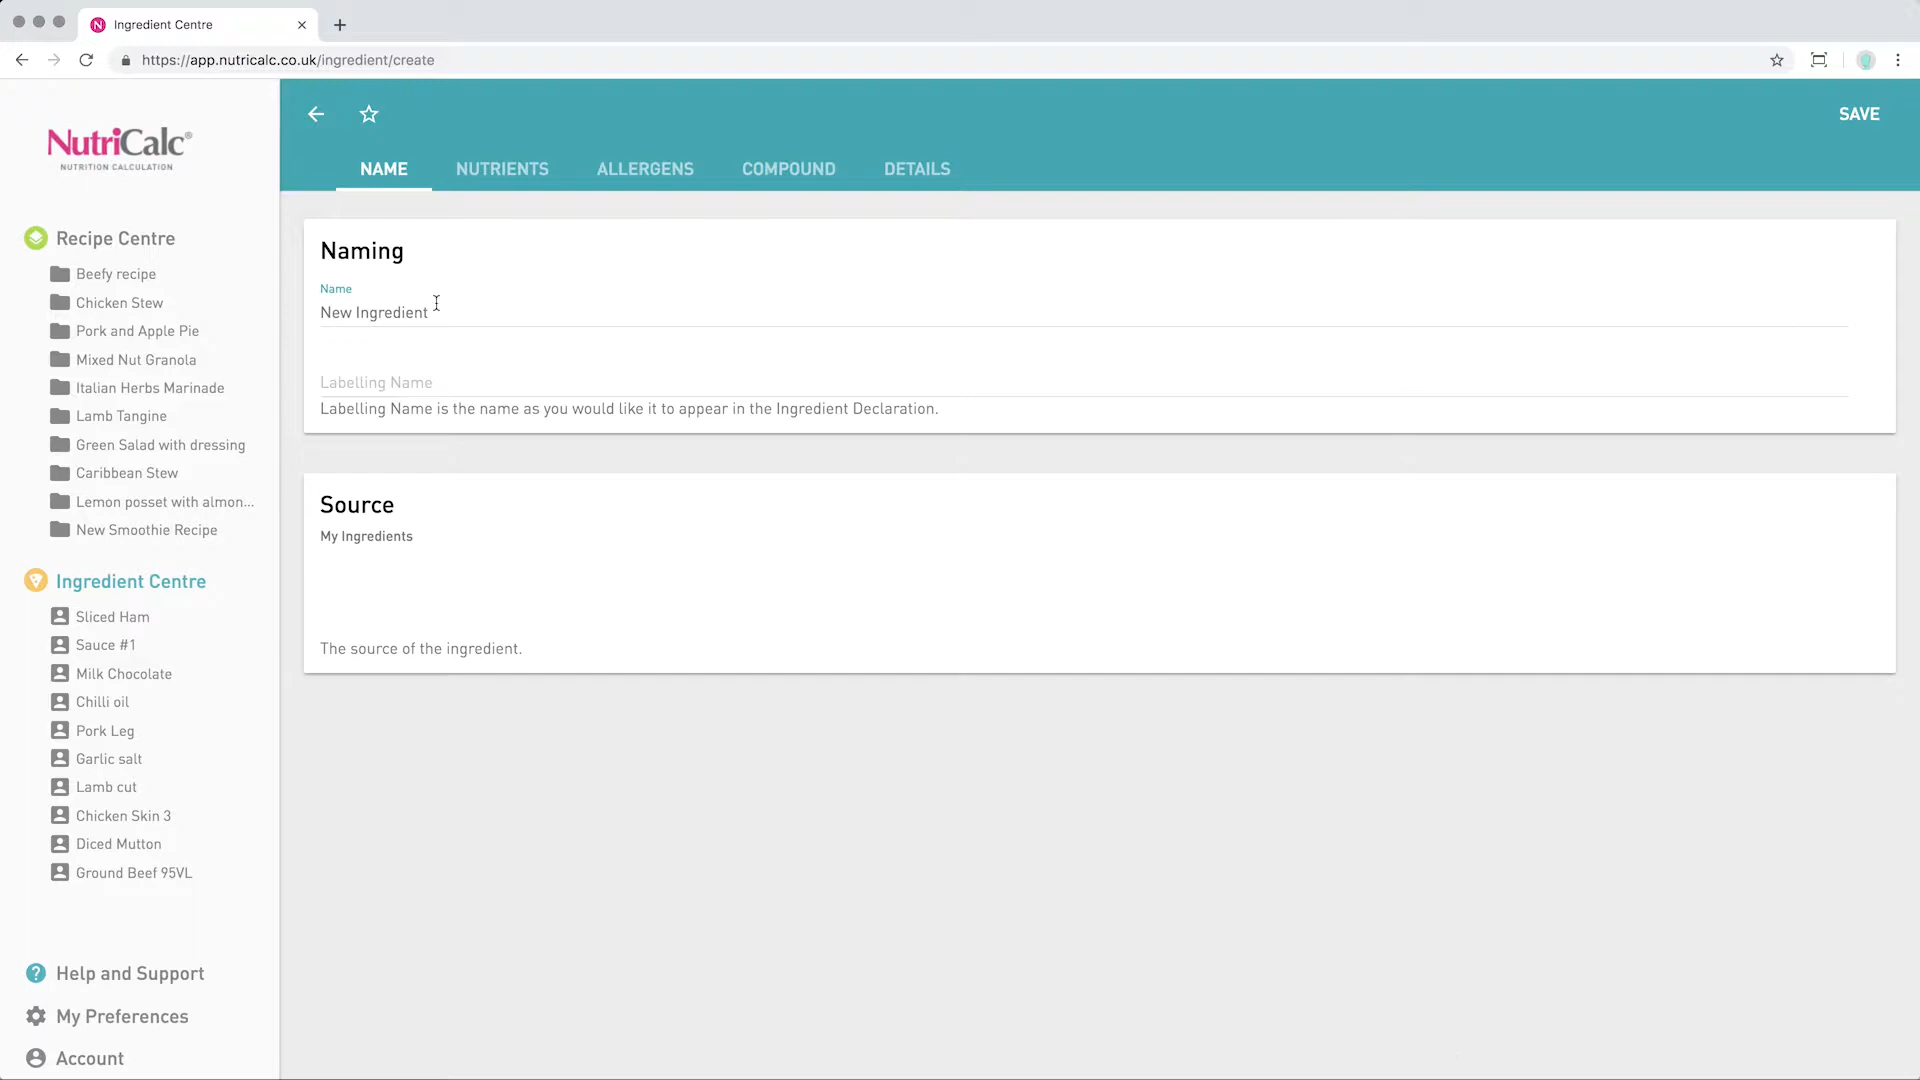 Ingredient Centre
https://app.nutricalc.co.uk/ingredient/create
NutriCalc®
NUTRITION CALCULATION
Recipe Centre
Beefy recipe
Chicken Stew
Pork and Apple Pie
Mixed Nut Granola
Italian Herbs Marinade
Lamb Tangine
Green Salad with dressing
Caribbean Stew
Lemon posset with almon...
New Smoothie Recipe
Ingredient Centre
Sliced Ham
Sauce #1
Milk Chocolate
Chilli oil
Pork Leg
Garlic salt
Lamb cut
Chicken Skin 3
Diced Mutton
Ground Beef 95VL
Help and Support
My Preferences
Account
SAVE
NAME NUTRIENTS ALLERGENS COMPOUND DETAILS
Naming
Name
New Ingredient
Labelling Name
Labelling Name is the name as you would like it to appear in the Ingredient Declaration.
Source
My Ingredients
The source of the ingredient.